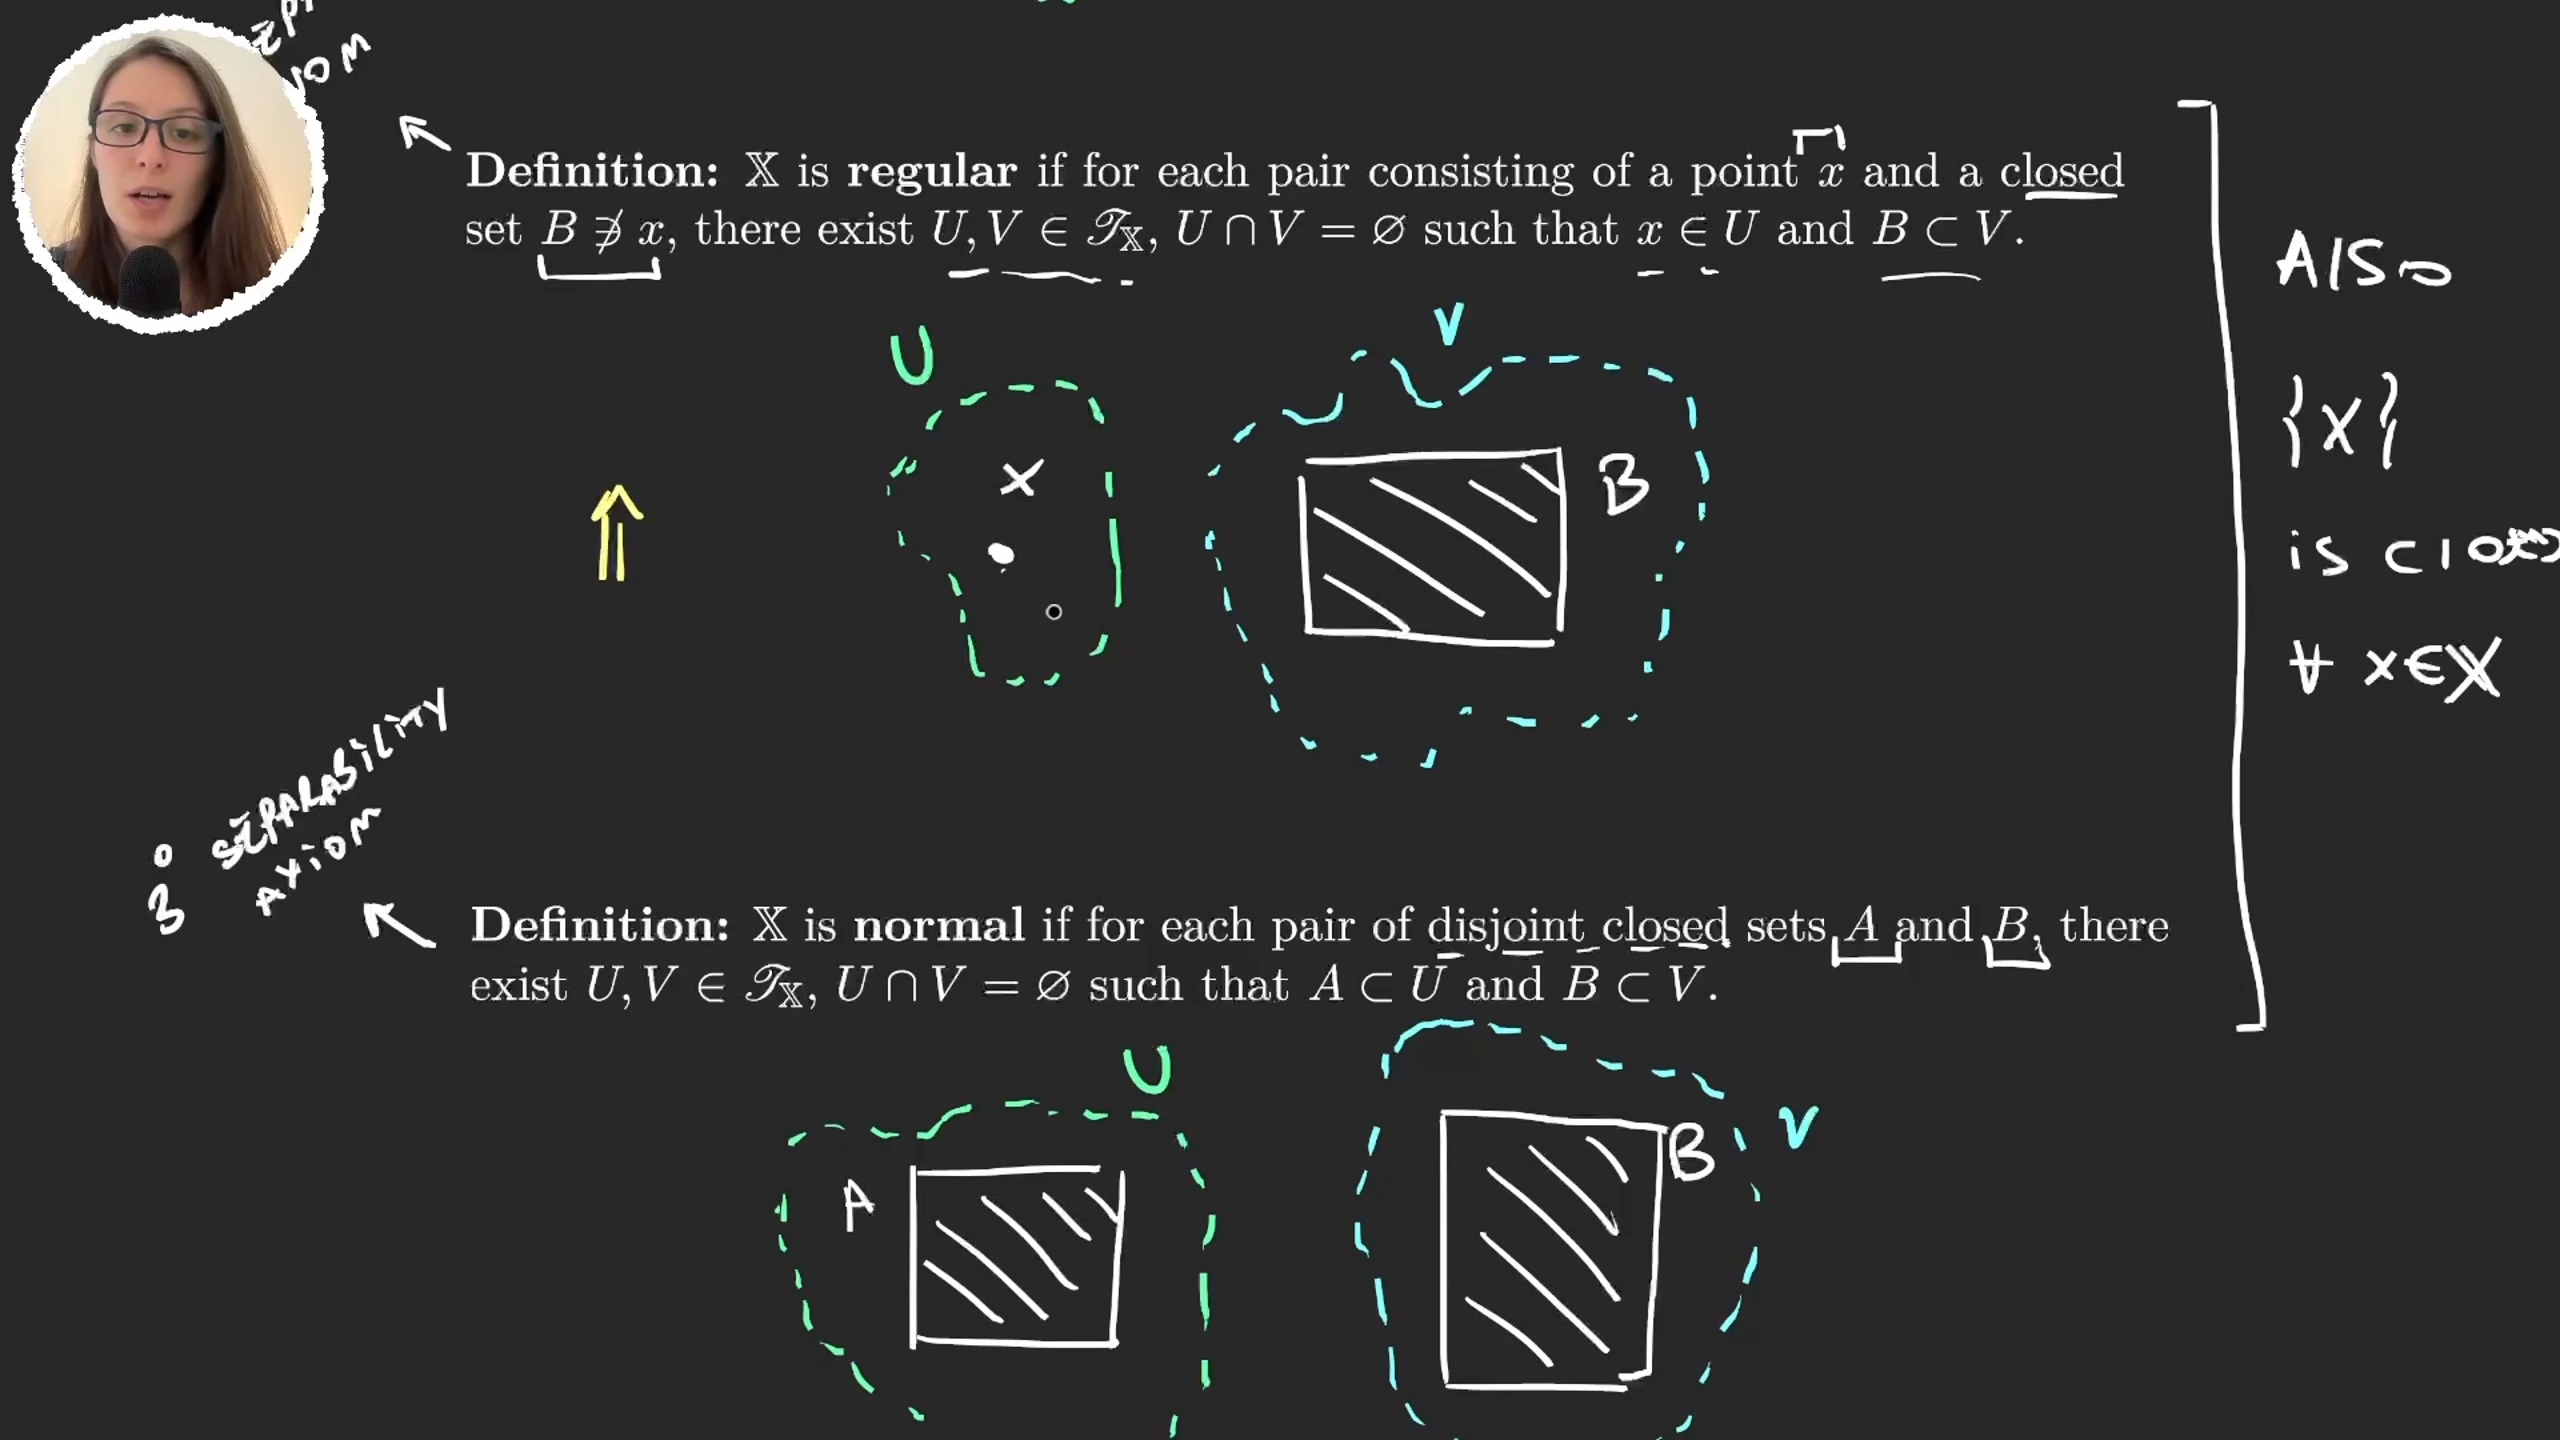 Definition: 𝕏 is regular if for each pair consisting of a point x and a closed
set B ∌ x, there exist U, V ∈ 𝒯_𝕏, U ∩ V = ∅ such that x ∈ U and B ⊂ V.
U
V
X
B
Also
{x}
is
∀ x∈𝕏
3
SEPARABILITY
AXIOM
Definition: 𝕏 is normal if for each pair of disjoint closed sets A and B, there
exist U, V ∈ 𝒯_𝕏, U ∩ V = ∅ such that A ⊂ U and B ⊂ V.
U
V
A
B